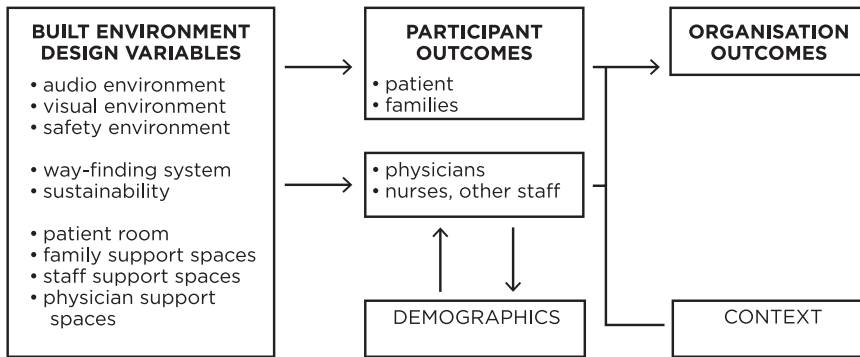 BUILT ENVIRONMENT
DESIGN VARIABLES
• audio environment
• visual environment
• safety environment
• way-finding system
• sustainability
• patient room
• family support spaces
• staff support spaces
• physician support
spaces
PARTICIPANT
OUTCOMES
• patient
• families
• physicians
• nurses, other staff
DEMOGRAPHICS
ORGANISATION
OUTCOMES
CONTEXT